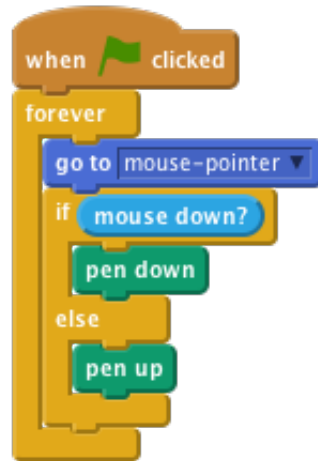 when clicked
forever
go to mouse-pointer
if mouse down?
pen down
else
pen up